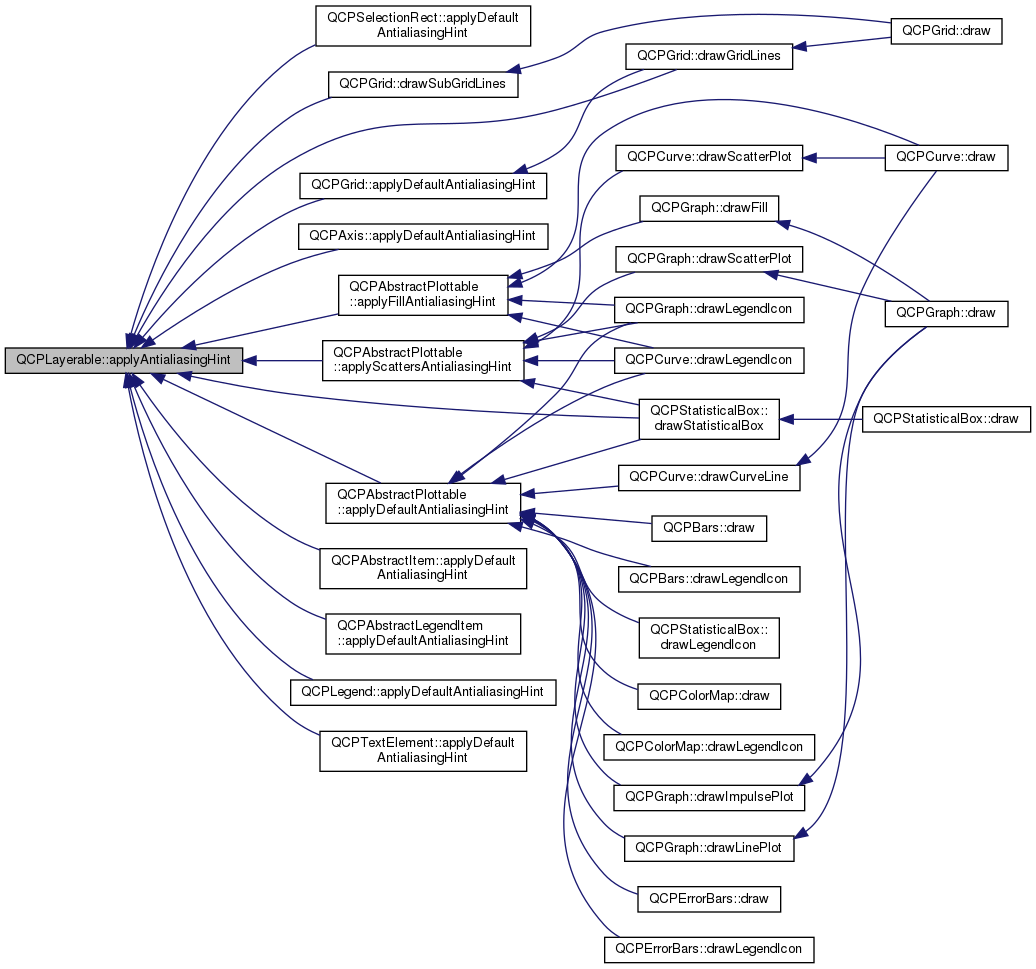 QCPLayerable::applyAntialiasingHint
QCPSelectionRect::applyDefault
AntialiasingHint
QCPGrid::drawSubGridLines
QCPGrid::applyDefaultAntialiasingHint
QCPAxis::applyDefaultAntialiasingHint
QCPAbstractPlottable
::applyFillAntialiasingHint
QCPAbstractPlottable
::applyScattersAntialiasingHint
QCPAbstractPlottable
::applyDefaultAntialiasingHint
QCPAbstractItem::applyDefault
AntialiasingHint
QCPAbstractLegendItem
::applyDefaultAntialiasingHint
QCPLegend::applyDefaultAntialiasingHint
QCPTextElement::applyDefault
AntialiasingHint
QCPGrid::drawGridLines
QCPCurve::drawScatterPlot
QCPGraph::drawFill
QCPGraph::drawScatterPlot
QCPGraph::drawLegendIcon
QCPCurve::drawLegendIcon
QCPStatisticalBox::
drawStatisticalBox
QCPCurve::drawCurveLine
QCPBars::draw
QCPBars::drawLegendIcon
QCPStatisticalBox::
drawLegendIcon
QCPColorMap::draw
QCPColorMap::drawLegendIcon
QCPGraph::drawImpulsePlot
QCPGraph::drawLinePlot
QCPErrorBars::draw
QCPErrorBars::drawLegendIcon
QCPGrid::draw
QCPCurve::draw
QCPGraph::draw
QCPStatisticalBox::draw